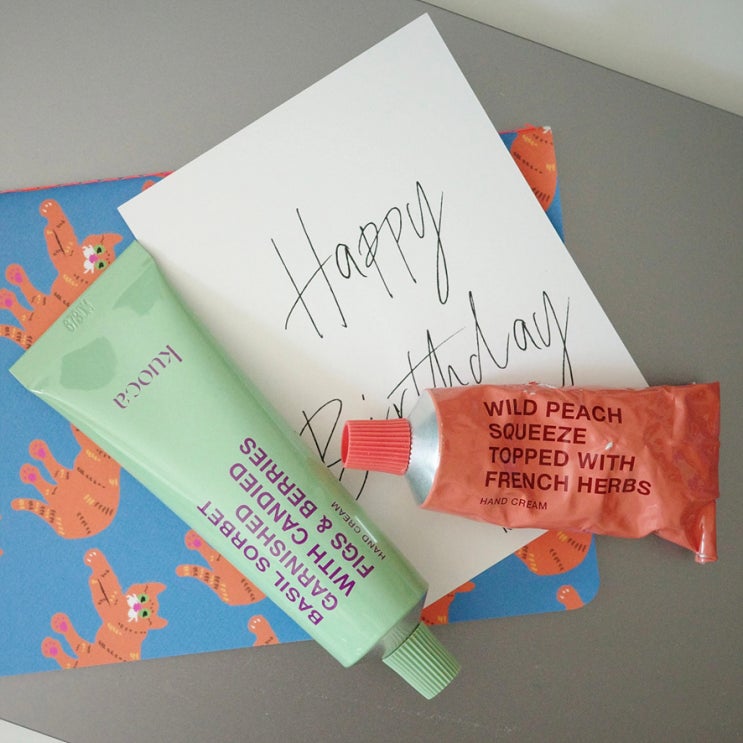 Happy
Birthday
kuoca
BASIL SORBET
GARNISHED
WITH CANDIED
FIGS & BERRIES
HAND CREAM
WILD PEACH
SQUEEZE
TOPPED WITH
FRENCH HERBS
HAND CREAM